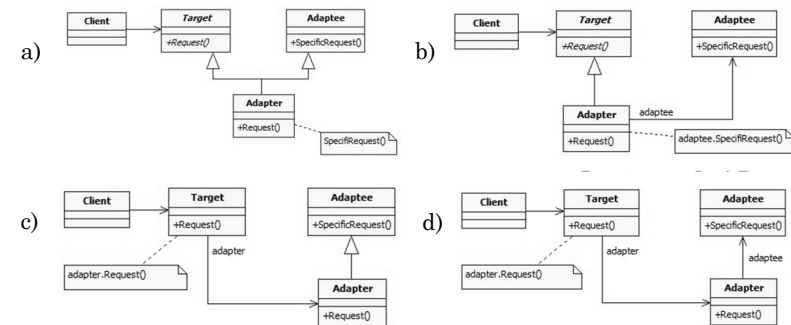 a)
Client
Target
+Request()
Adaptee
+SpecificRequest()
Adapter
+Request()
SpecifiRequest()
b)
Client
Target
+Request()
Adaptee
+SpecificRequest()
adaptee
Adapter
+Request()
adaptee.SpecifiRequest()
c)
Client
Target
+Request()
Adaptee
+SpecificRequest()
adapter
adapter.Request()
Adapter
+Request()
d)
Client
Target
+Request()
Adaptee
+SpecificRequest()
adapter
adaptee
adapter.Request()
Adapter
+Request()